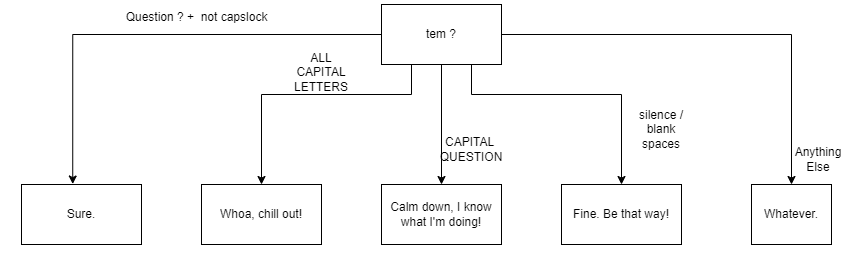 Question ? + not capslock
tem ?
ALL
CAPITAL
LETTERS
CAPITAL
QUESTION
silence /
blank
spaces
Anything
Else
Sure.
Whoa, chill out!
Calm down, I know
what I'm doing!
Fine. Be that way!
Whatever.